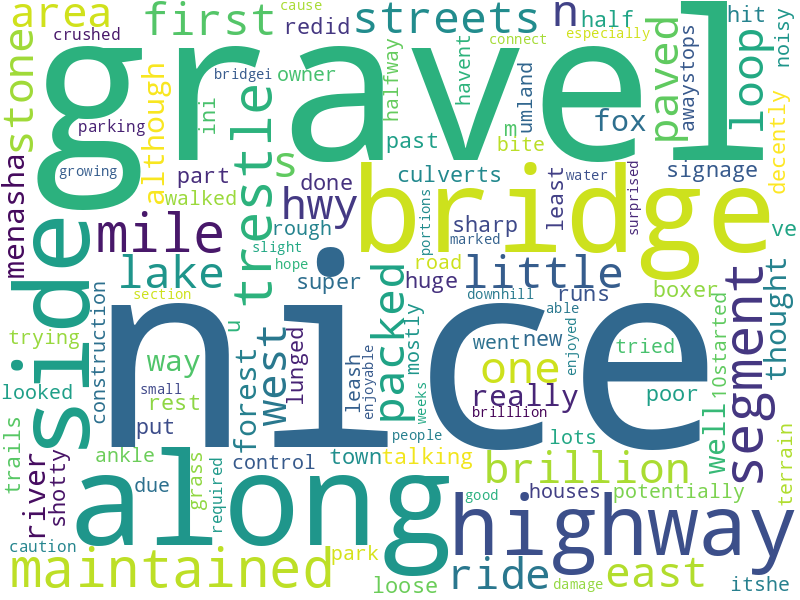 cause
area
first
streets
n
half
hit
crushed
redid
connect
especially
noisy
gravel
stone
bridgei
owner
halfway
havent
umland
paved
loop
awaystops
parking
although
ini
trestle
s
past
m
bite
fox
decently
growing
part
culverts
signage
menasha
walked
done
hwy
bridge
least
surprised
water
side
mile
rough
portions
sharp
marked
ve
slight
road
lake
hope
super
huge
little
boxer
thought
section
u
packed
downhill
runs
able
segment
trying
construction
west
nice
mostly
went
new
enjoyed
tried
10started
way
forest
lunged
leash
enjoyable
one
looked
small
really
poor
rest
weeks
brilllion
trails
put
people
lots
well
ankle
control
town
talking
terrain
river
shotty
grass
required
due
along
brillion
good
houses
potentially
highway
caution
maintained
park
loose
ride
damage
east
itshe